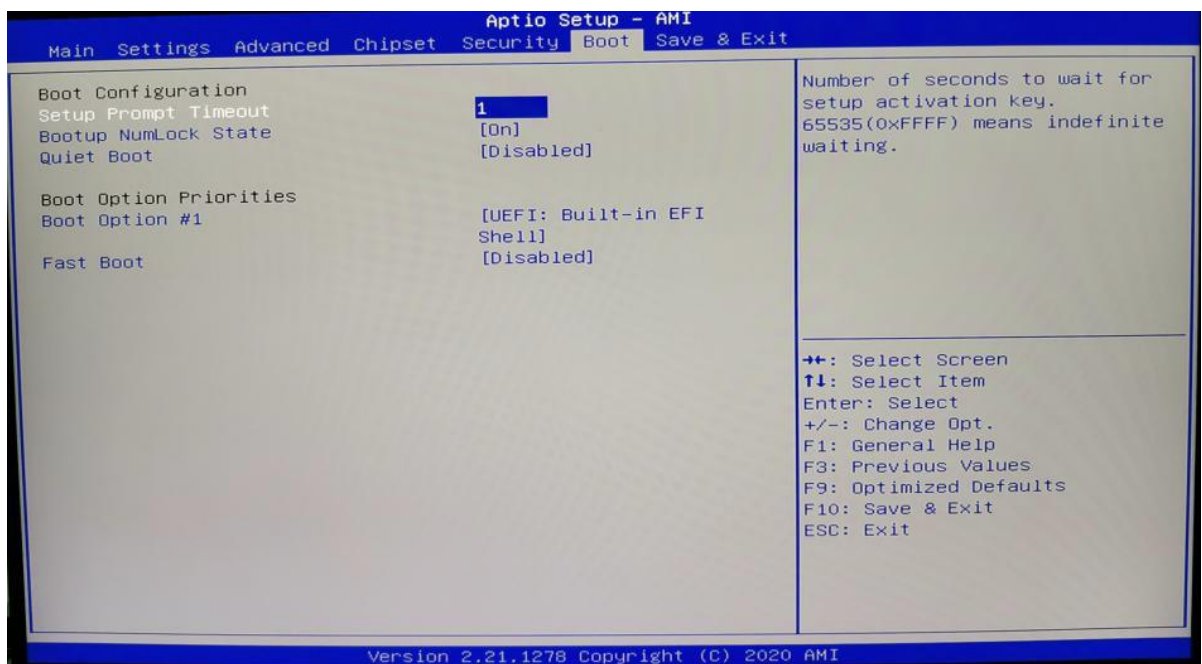 Aptio Setup - AMI
Main Settings Advanced Chipset Security Boot Save & Exit
Boot Configuration
Setup Prompt Timeout 1
Bootup NumLock State [On]
Quiet Boot [Disabled]
Boot Option Priorities
Boot Option #1 [UEFI: Built-in EFI
Shell]
Fast Boot [Disabled]
Number of seconds to wait for
setup activation key.
65535(0xFFFF) means indefinite
waiting.
→←: Select Screen
↑↓: Select Item
Enter: Select
+/-: Change Opt.
F1: General Help
F3: Previous Values
F9: Optimized Defaults
F10: Save & Exit
ESC: Exit
Version 2.21.1278 Copyright (C) 2020 AMI